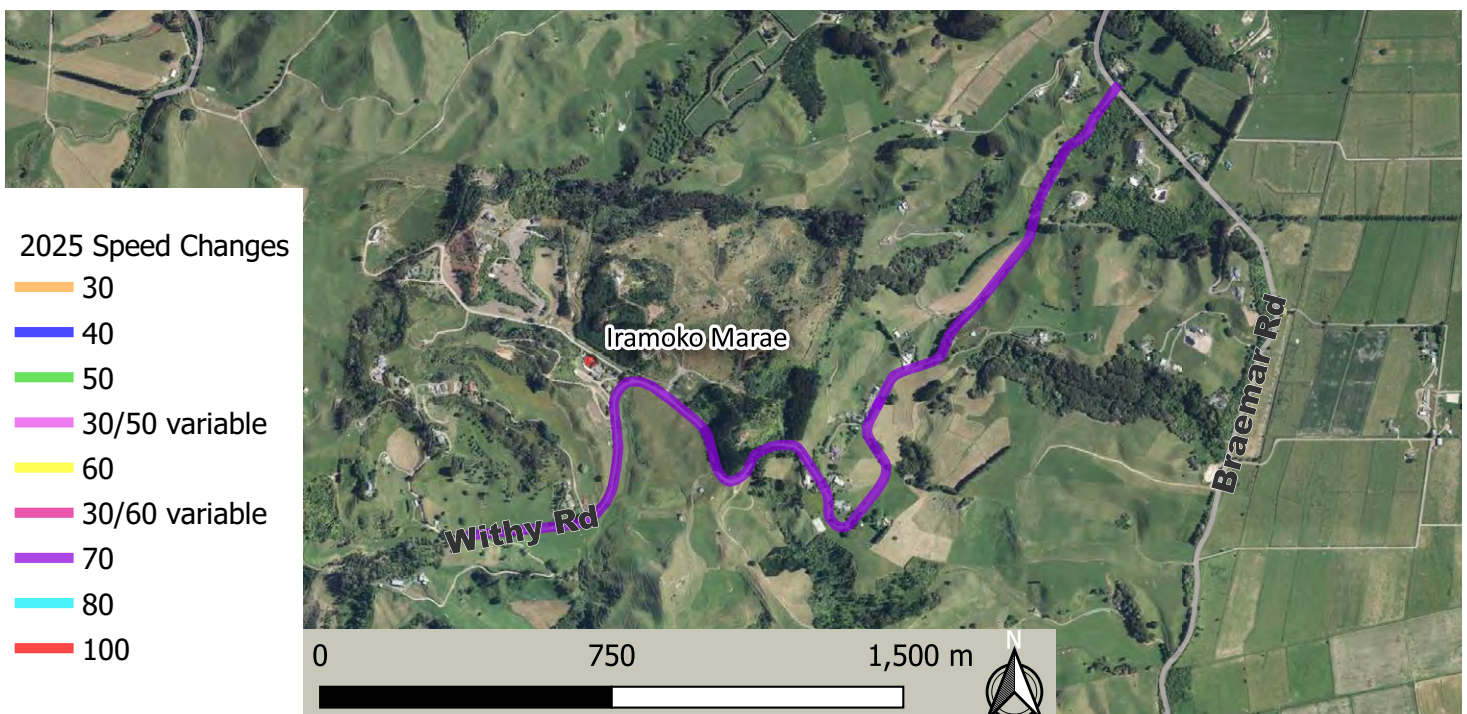 2025 Speed Changes
30
40
50
30/50 variable
60
30/60 variable
70
80
100
Iramoko Marae
Withy Rd
Braemar Rd
0 750 1,500 m
N